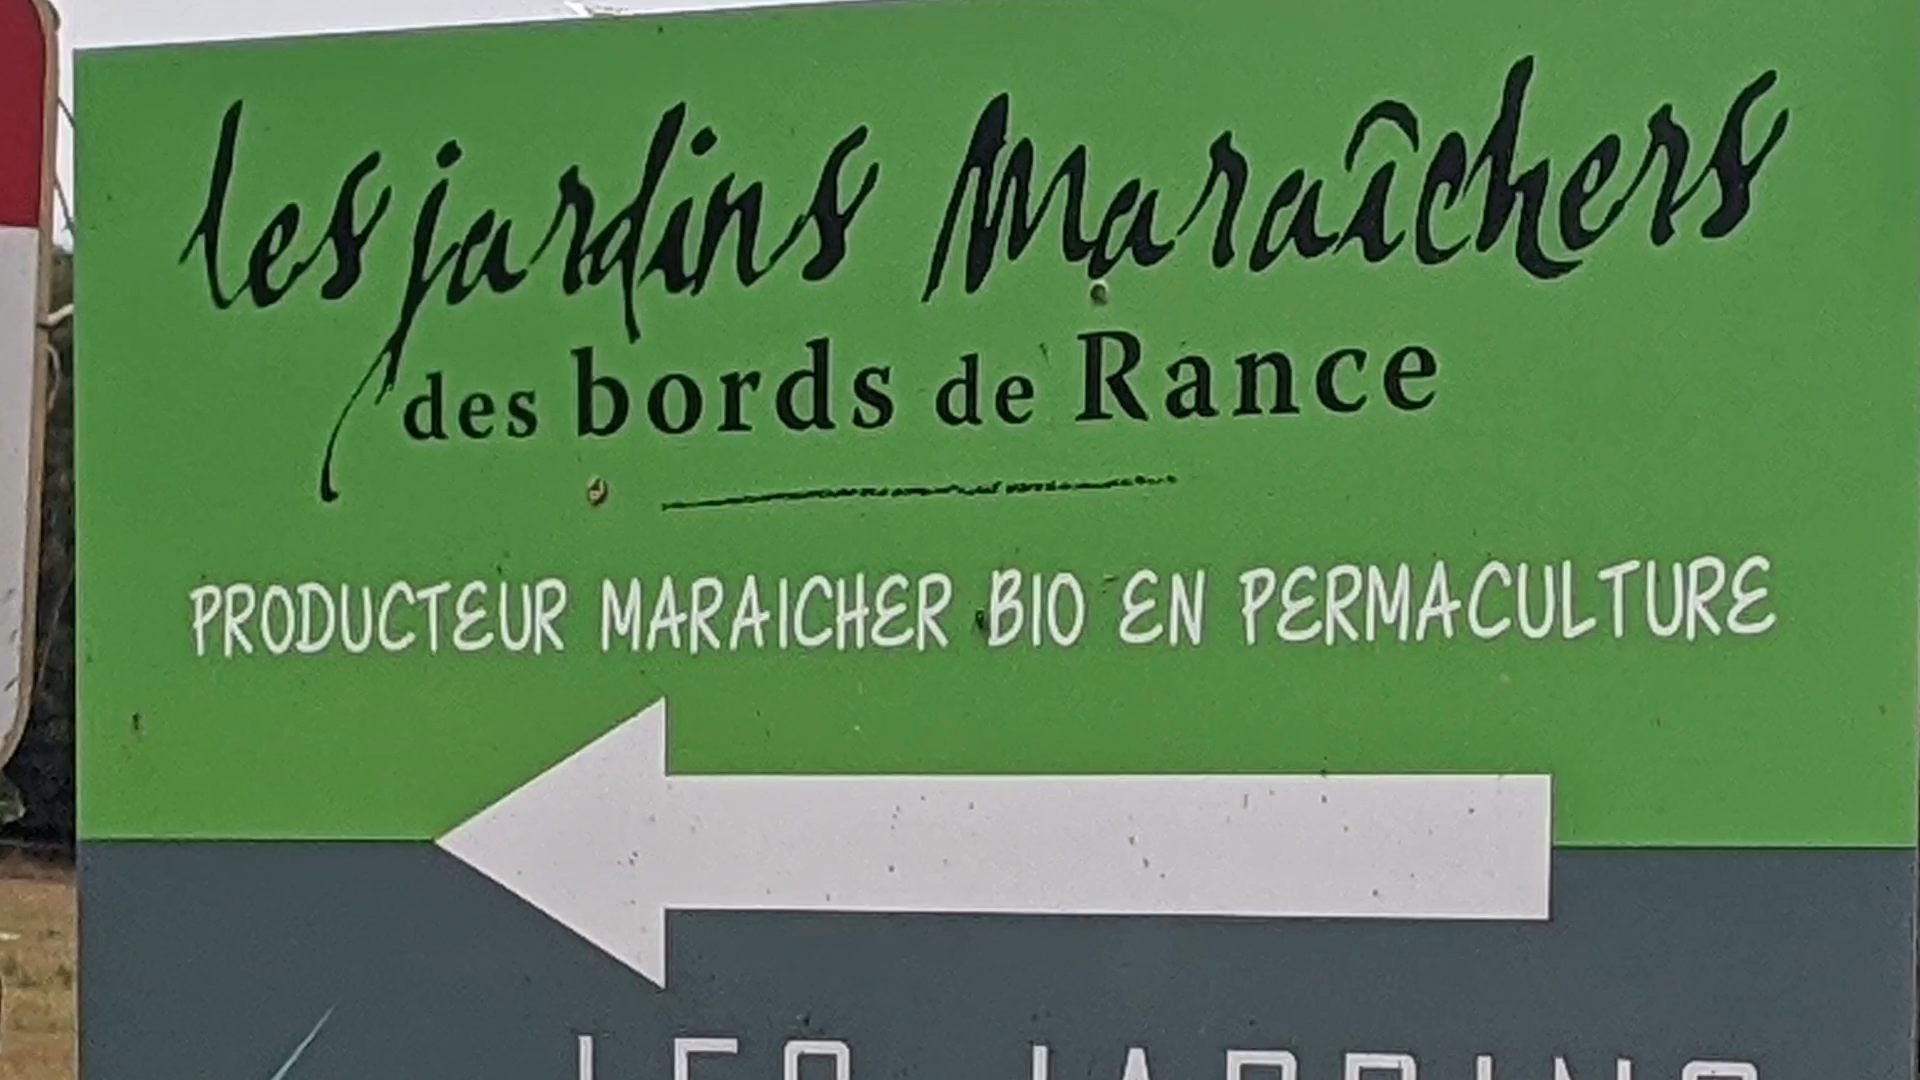 les jardins Maraîchers
des bords de Rance
PRODUCTEUR MARAICHER BIO EN PERMACULTURE
LES JARDINS